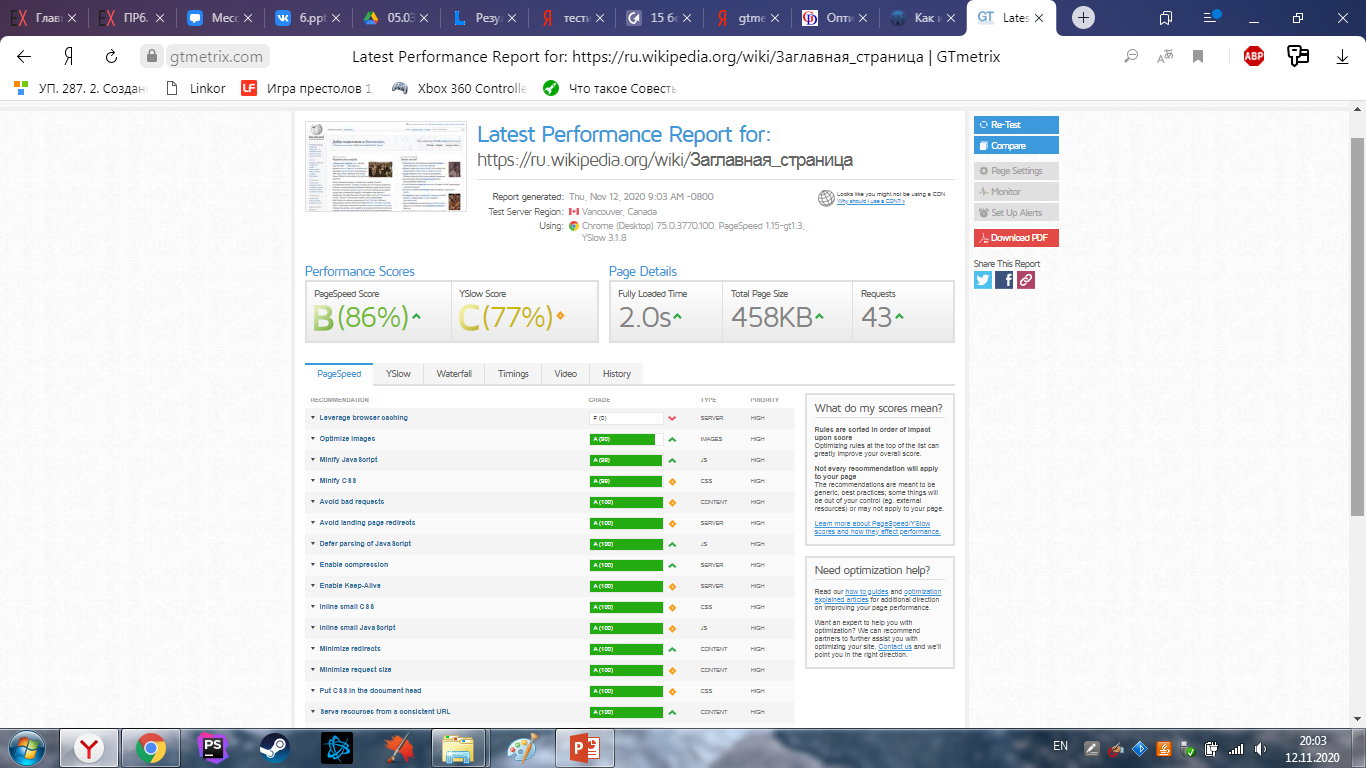 Главн
ПРб.
Мессе
6.ppt
05.03
Резул
тести
15 бе
gtme
Опти
Как и
Lates
gtmetrix.com
Latest Performance Report for: https://ru.wikipedia.org/wiki/Заглавная_страница | GTmetrix
УП. 287. 2. Создан
Linkor
Игра престолов 1
Xbox 360 Controlle
Что такое Совесть
Latest Performance Report for:
https://ru.wikipedia.org/wiki/Заглавная_страница
Report generated: Thu, Nov 12, 2020 9:03 AM -0800
Test Server Region: Vancouver, Canada
Using: Chrome (Desktop) 75.0.3770.100, PageSpeed 1.15-gt1.3,
YSlow 3.1.8
Looks like you might not be using a CDN
Why should I use a CDN? »
Re-Test
Compare
Page Settings
Monitor
Set Up Alerts
Download PDF
Share This Report
Performance Scores
PageSpeed Score
B(86%)
YSlow Score
C(77%)
Page Details
Fully Loaded Time
2.0s
Total Page Size
458KB
Requests
43
PageSpeed YSlow Waterfall Timings Video History
RECOMMENDATION GRADE TYPE PRIORITY
Leverage browser caching F (0) SERVER HIGH
Optimize images A (90) IMAGES HIGH
Minify JavaScript A (99) JS HIGH
Minify CSS A (99) CSS HIGH
Avoid bad requests A (100) CONTENT HIGH
Avoid landing page redirects A (100) SERVER HIGH
Defer parsing of JavaScript A (100) JS HIGH
Enable compression A (100) SERVER HIGH
Enable Keep-Alive A (100) SERVER HIGH
Inline small CSS A (100) CSS HIGH
Inline small JavaScript A (100) JS HIGH
Minimize redirects A (100) CONTENT HIGH
Minimize request size A (100) CONTENT HIGH
Put CSS in the document head A (100) CSS HIGH
Serve resources from a consistent URL A (100) CONTENT HIGH
What do my scores mean?
Rules are sorted in order of impact
upon score
Optimizing rules at the top of the list can
greatly improve your overall score.
Not every recommendation will apply
to your page
The recommendations are meant to be
generic, best practices; some things will
be out of your control (eg. external
resources) or may not apply to your page.
Learn more about PageSpeed/YSlow
scores and how they affect performance.
Need optimization help?
Read our how to guides and optimization
explained articles for additional direction
on improving your page performance.
Want an expert to help you with
optimization? We can recommend
partners to further assist you with
optimizing your site. Contact us and we'll
point you in the right direction.
EN
20:03
12.11.2020